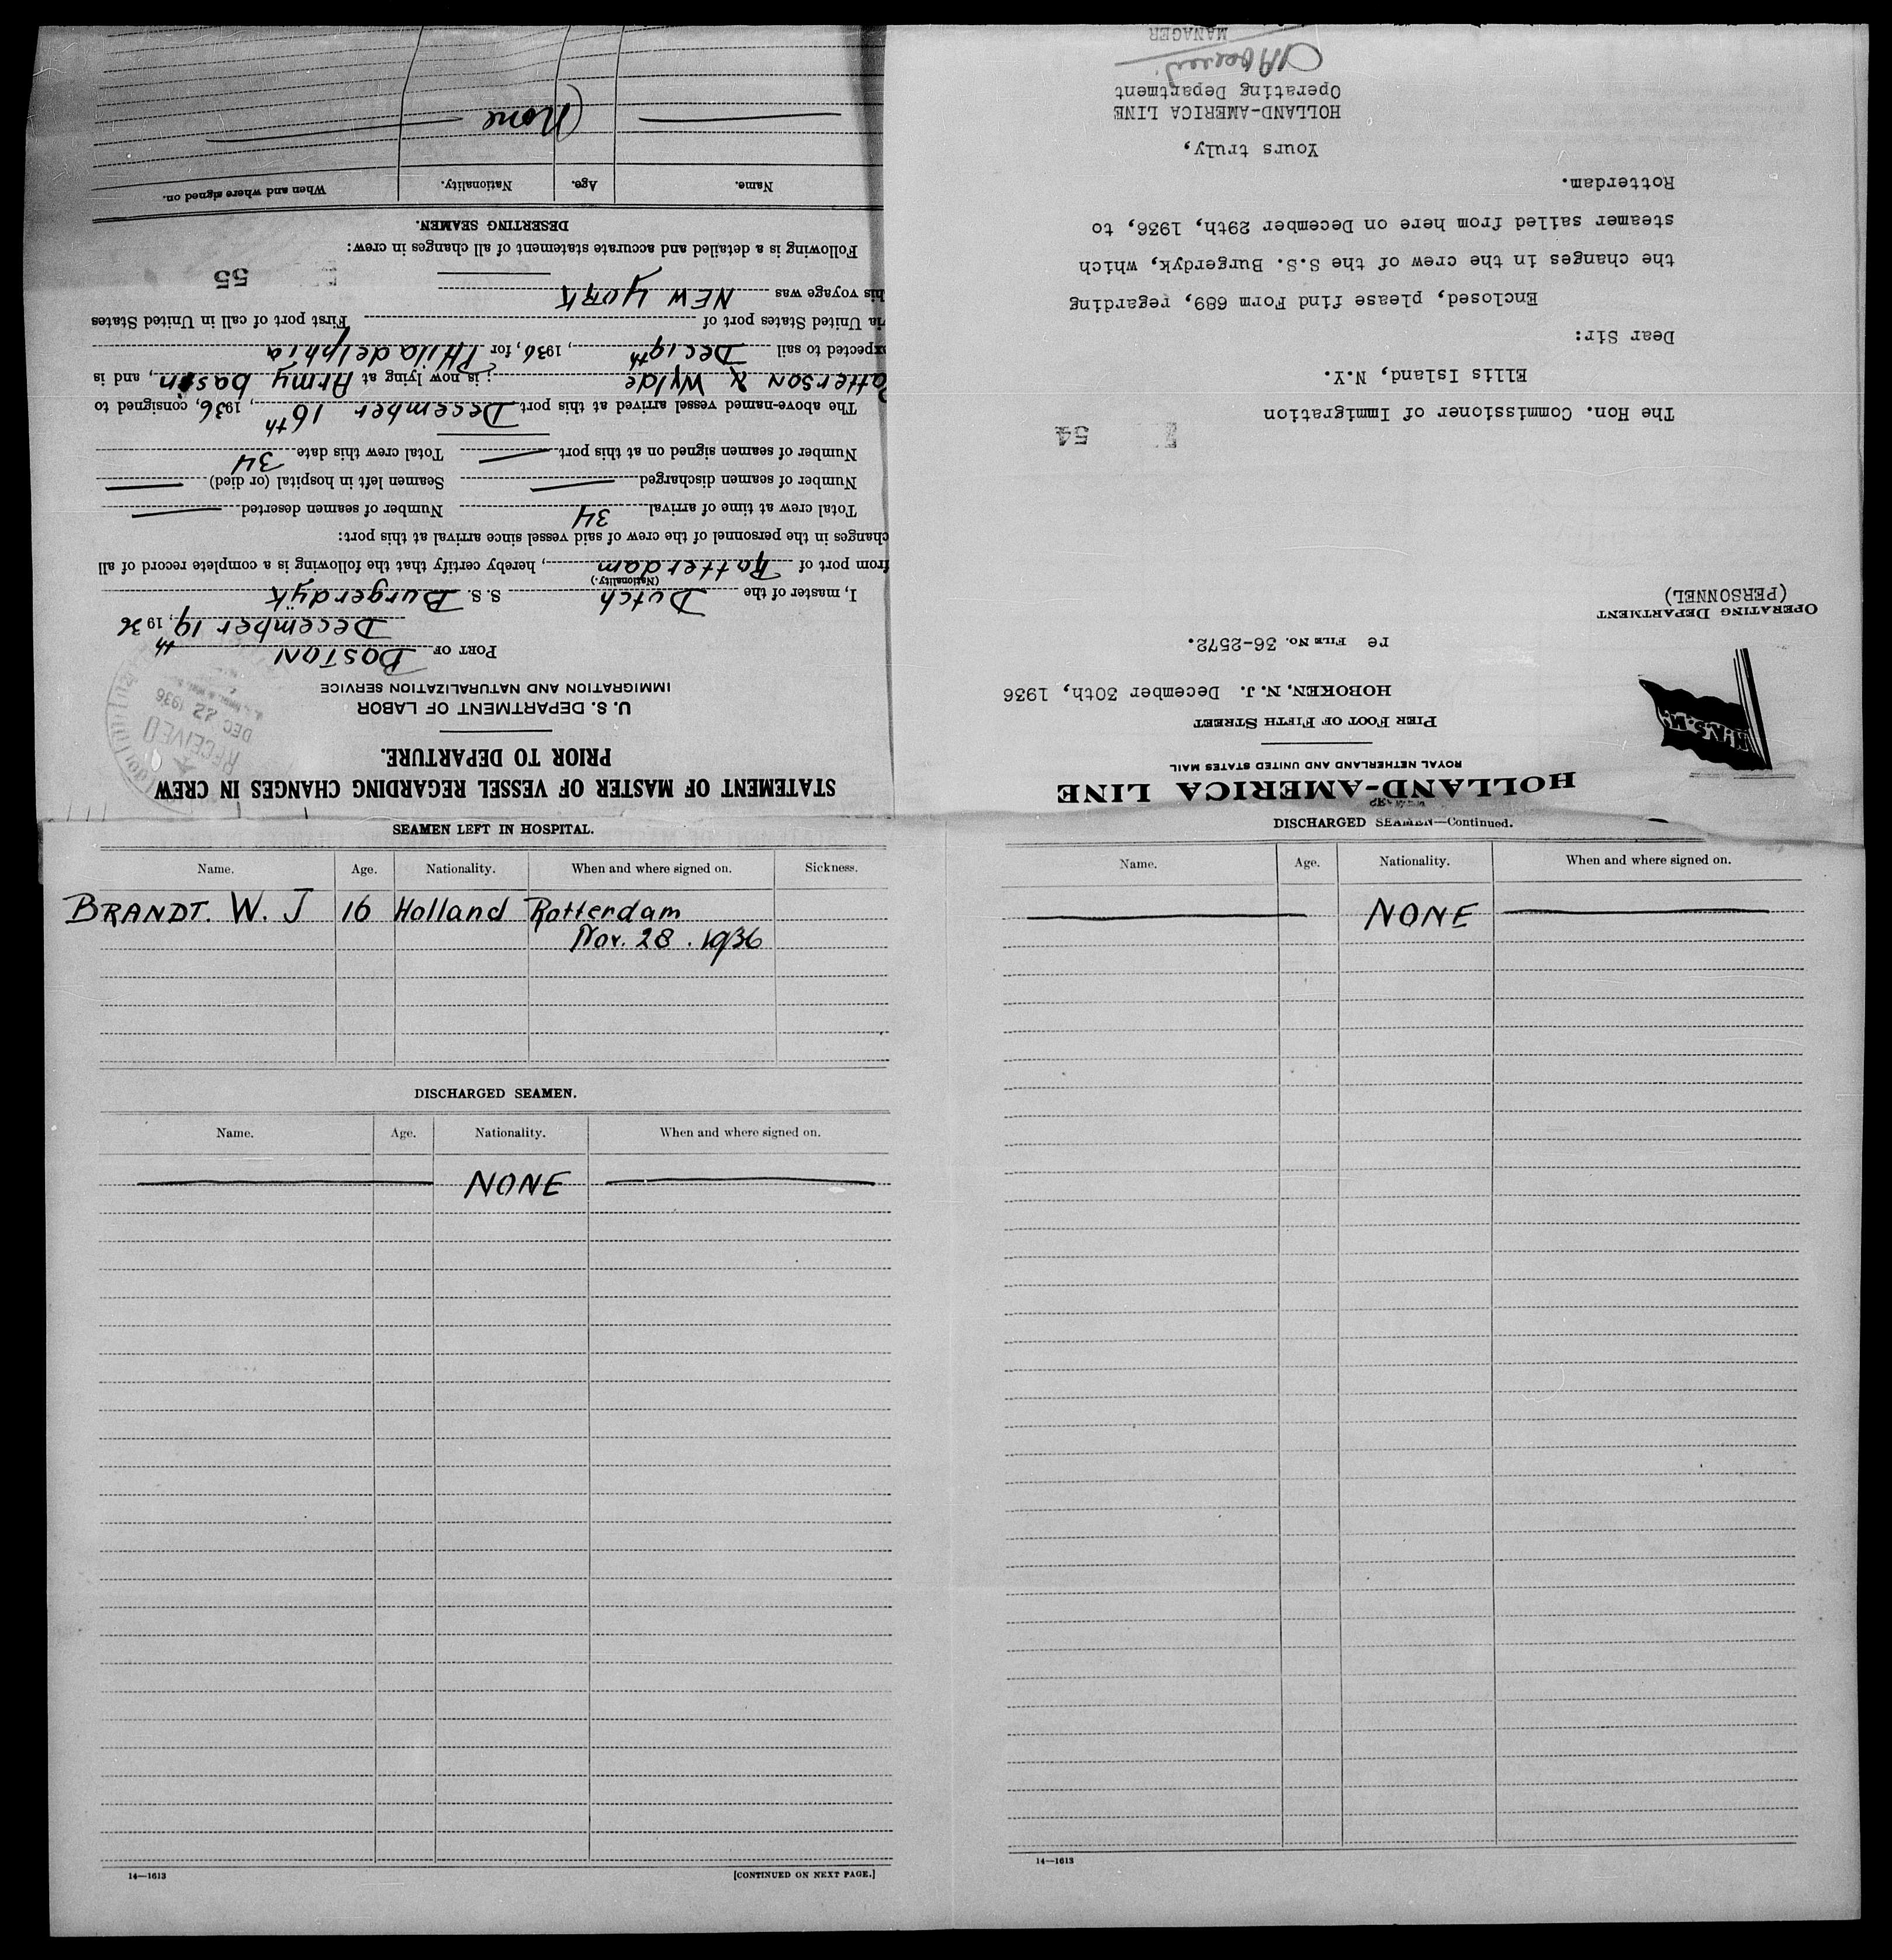 STATEMENT OF MASTER OF VESSEL REGARDING CHANGES IN CREW
PRIOR TO DEPARTURE.
U. S. DEPARTMENT OF LABOR
IMMIGRATION AND NATURALIZATION SERVICE
RECEIVED
DEC 22 1936
PORT OF BOSTON
December 19th, 1936
I, master of the Dutch S. S. Burgerdyk
(Nationality.)
from port of Rotterdam, hereby certify that the following is a complete record of all
changes in the personnel of the crew of said vessel since arrival at this port:
Total crew at time of arrival 34 Number of seamen deserted —
Number of seamen discharged — Seamen left in hospital (or died) —
Number of seamen signed on at this port — Total crew this date 34
The above-named vessel arrived at this port December 16th, 1936, consigned to
Patterson & Wylde; is now lying at Army basin, and is
expected to sail Dec 19th, 1936, for Philadelphia
via United States port of First port of call in United States
this voyage was NEW YORK
55
Following is a detailed and accurate statement of all changes in crew:
DESERTING SEAMEN.
Name. Age. Nationality. When and where signed on.
None
HOLLAND-AMERICA LINE
ROYAL NETHERLAND AND UNITED STATES MAIL
PIER FOOT OF FIFTH STREET
HOBOKEN, N. J. December 30th, 1936
re FILE NO. 36-2572.
OPERATING DEPARTMENT
(PERSONNEL)
54
The Hon. Commissioner of Immigration
Ellis Island, N.Y.
Dear Sir:
Enclosed, please find Form 689, regarding
the changes in the crew of the S.S. Burgerdyk, which
steamer sailed from here on December 29th, 1936, to
Rotterdam.
Yours truly,
HOLLAND-AMERICA LINE
Operating Department
MANAGER
SEAMEN LEFT IN HOSPITAL.
Name. Age. Nationality. When and where signed on. Sickness.
BRANDT. W. J 16 Holland Rotterdam
Nov. 28. 1936
DISCHARGED SEAMEN.
Name. Age. Nationality. When and where signed on.
NONE
14—1613 [CONTINUED ON NEXT PAGE.]
DISCHARGED SEAMEN—Continued.
Name. Age. Nationality. When and where signed on.
NONE
14—1613